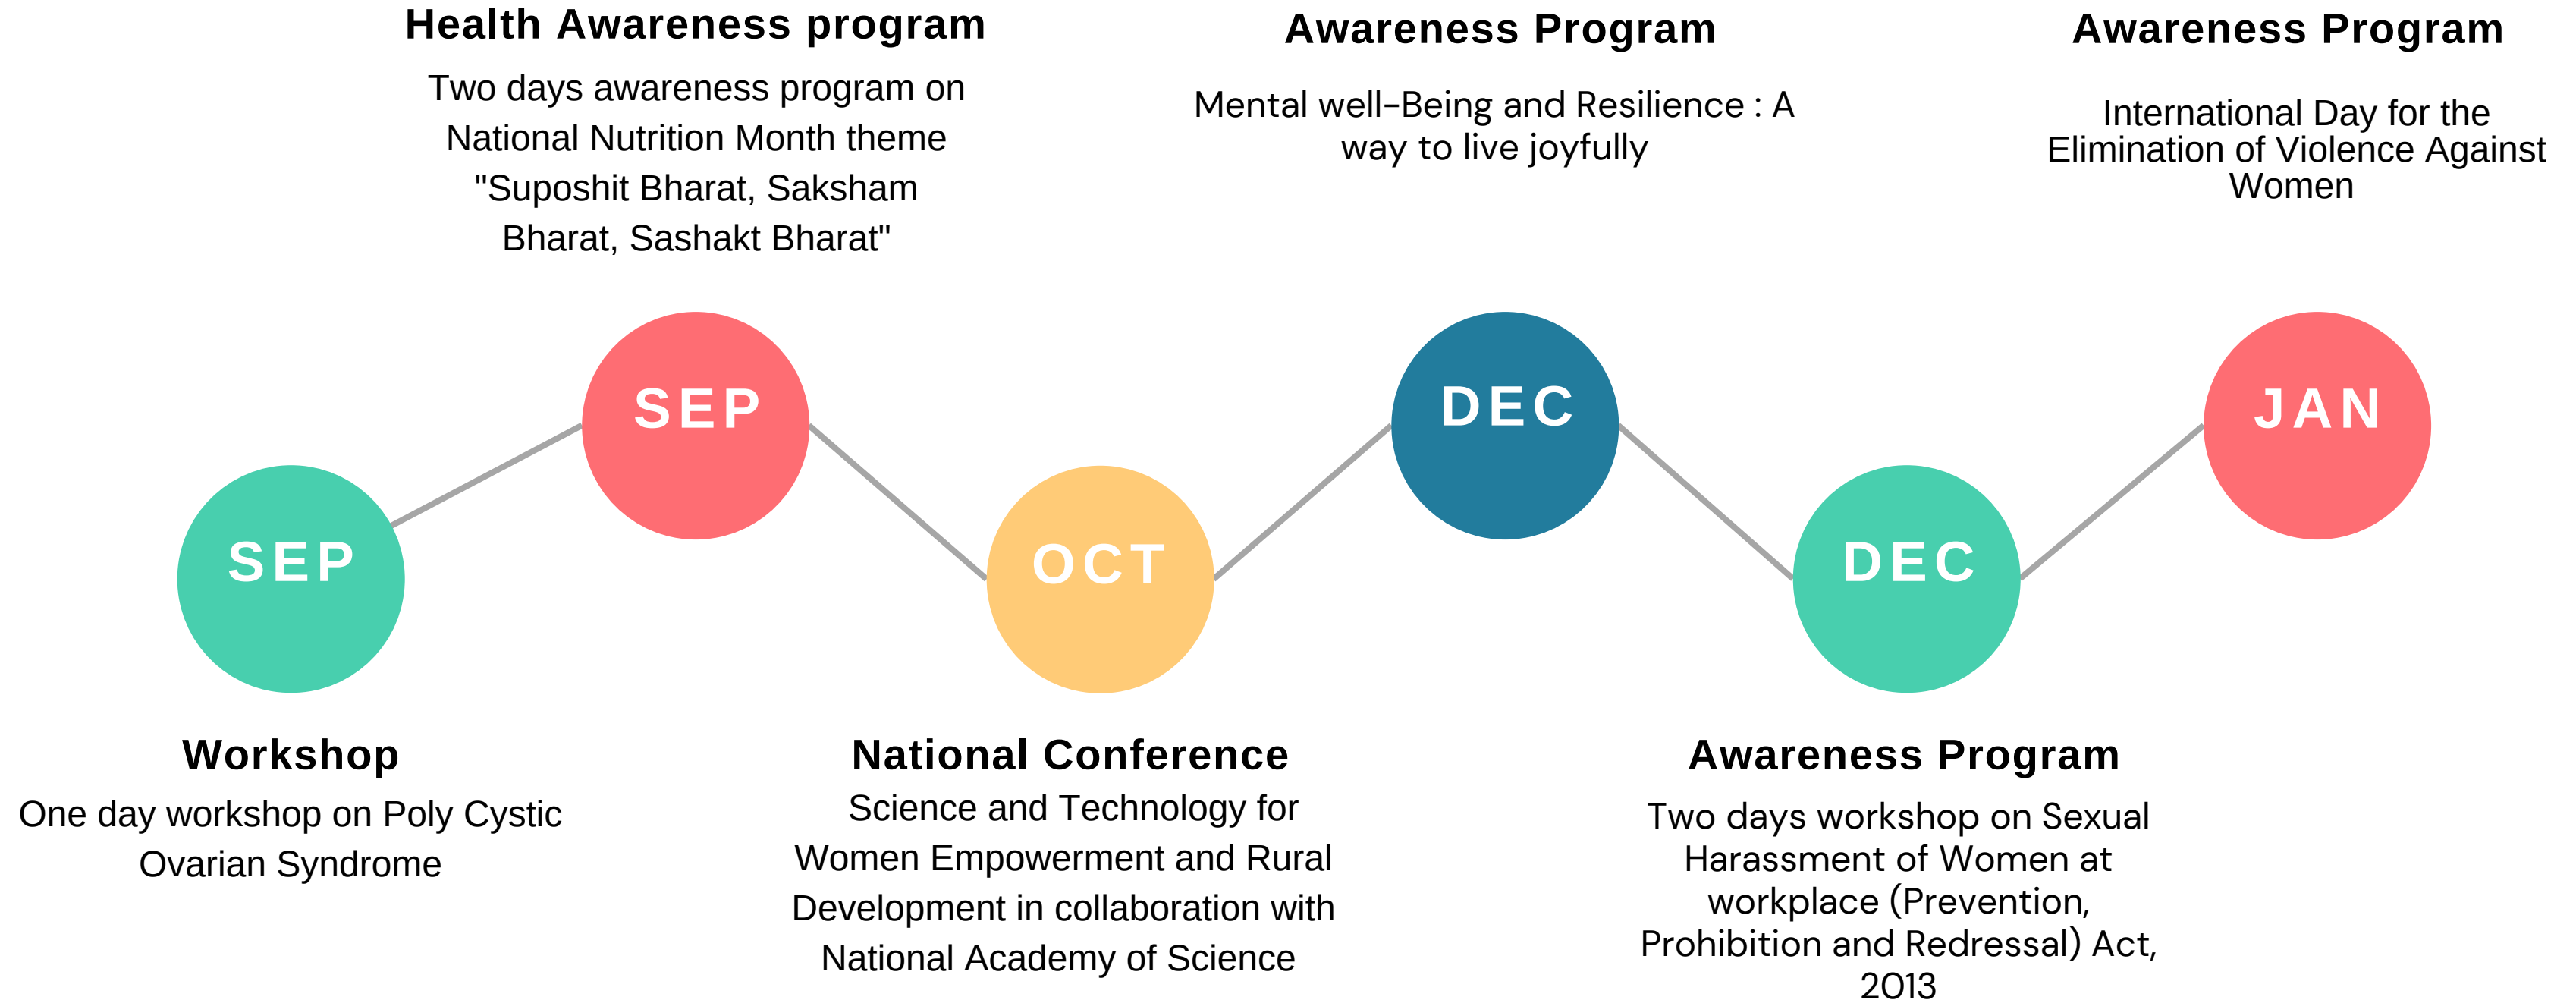 Health Awareness program
Two days awareness program on
National Nutrition Month theme
"Suposhit Bharat, Saksham
Bharat, Sashakt Bharat"
Awareness Program
Mental well-Being and Resilience : A
way to live joyfully
Awareness Program
International Day for the
Elimination of Violence Against
Women
SEP
SEP
OCT
DEC
DEC
JAN
Workshop
One day workshop on Poly Cystic
Ovarian Syndrome
National Conference
Science and Technology for
Women Empowerment and Rural
Development in collaboration with
National Academy of Science
Awareness Program
Two days workshop on Sexual
Harassment of Women at
workplace (Prevention,
Prohibition and Redressal) Act,
2013